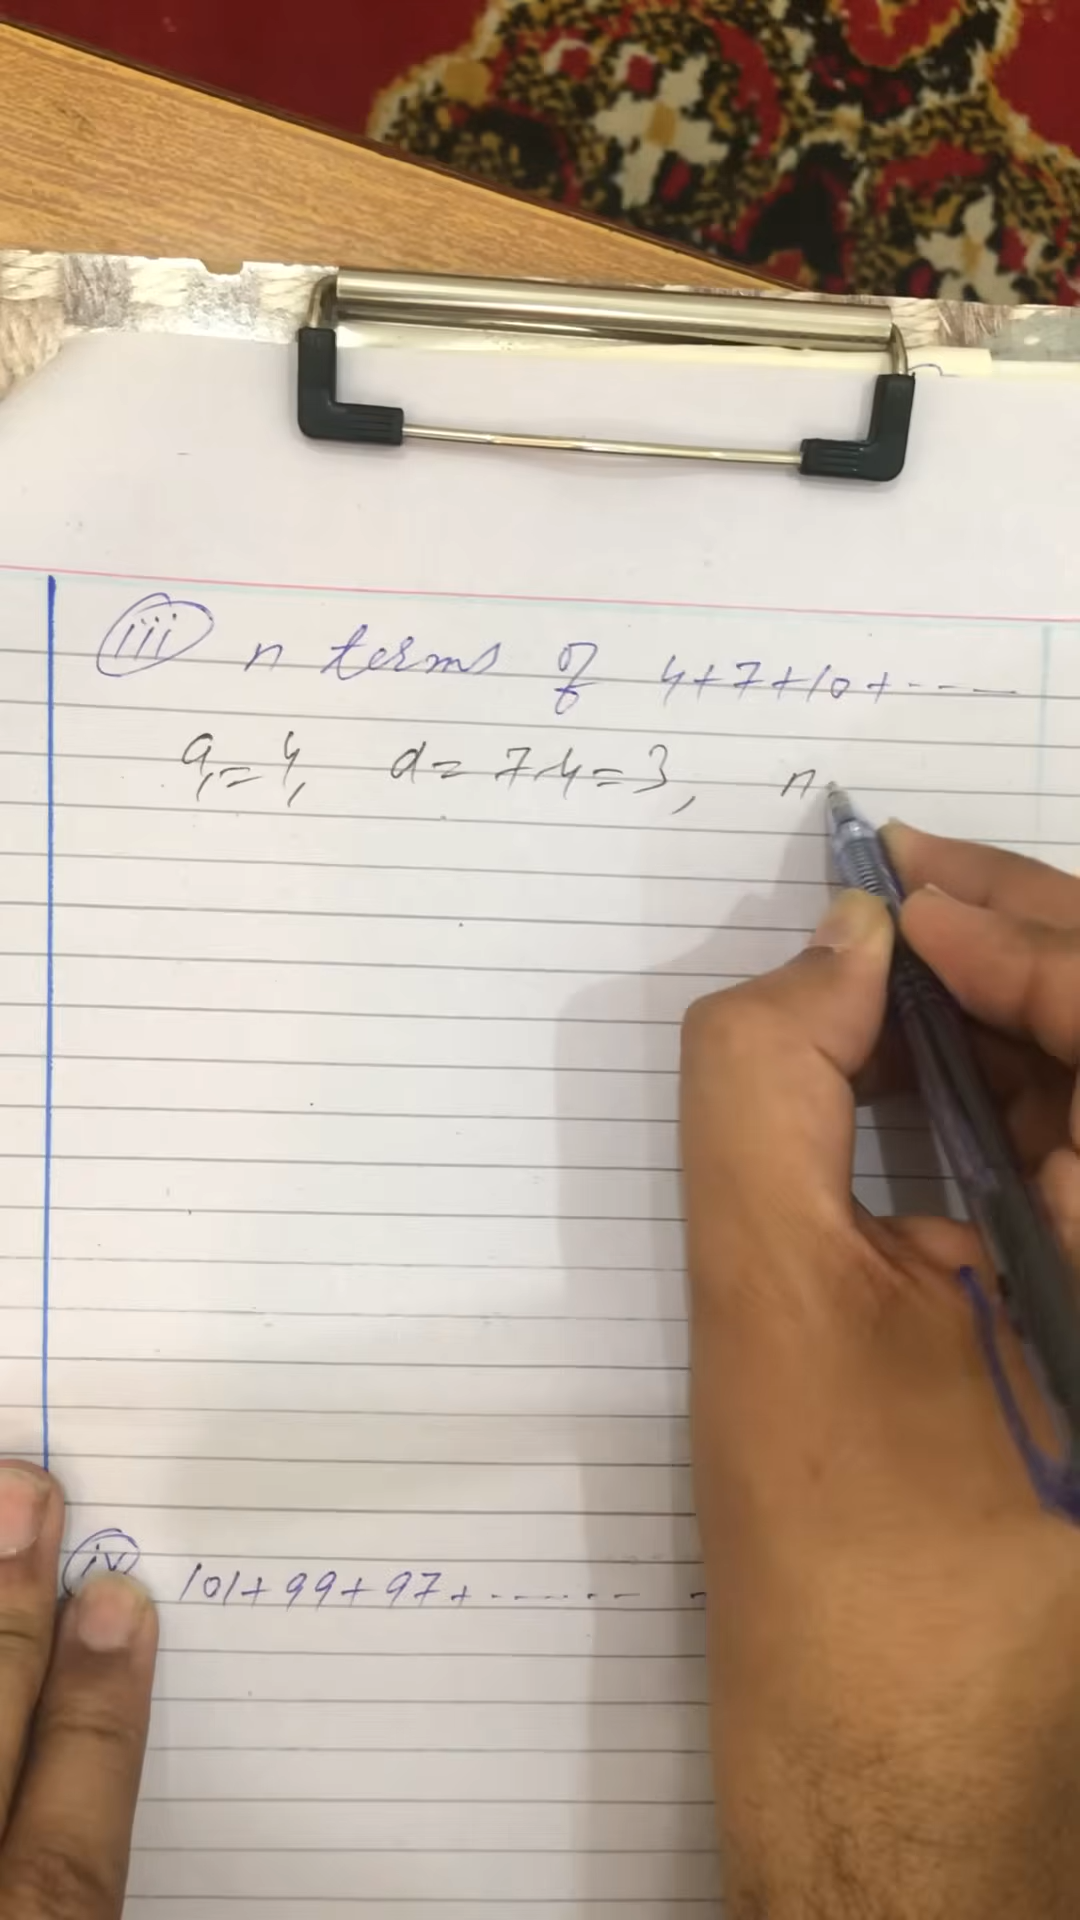 (iii) n terms of 4+7+10+-----
a₁=4, d=7-4=3, n
(iv) 101+99+97+-------